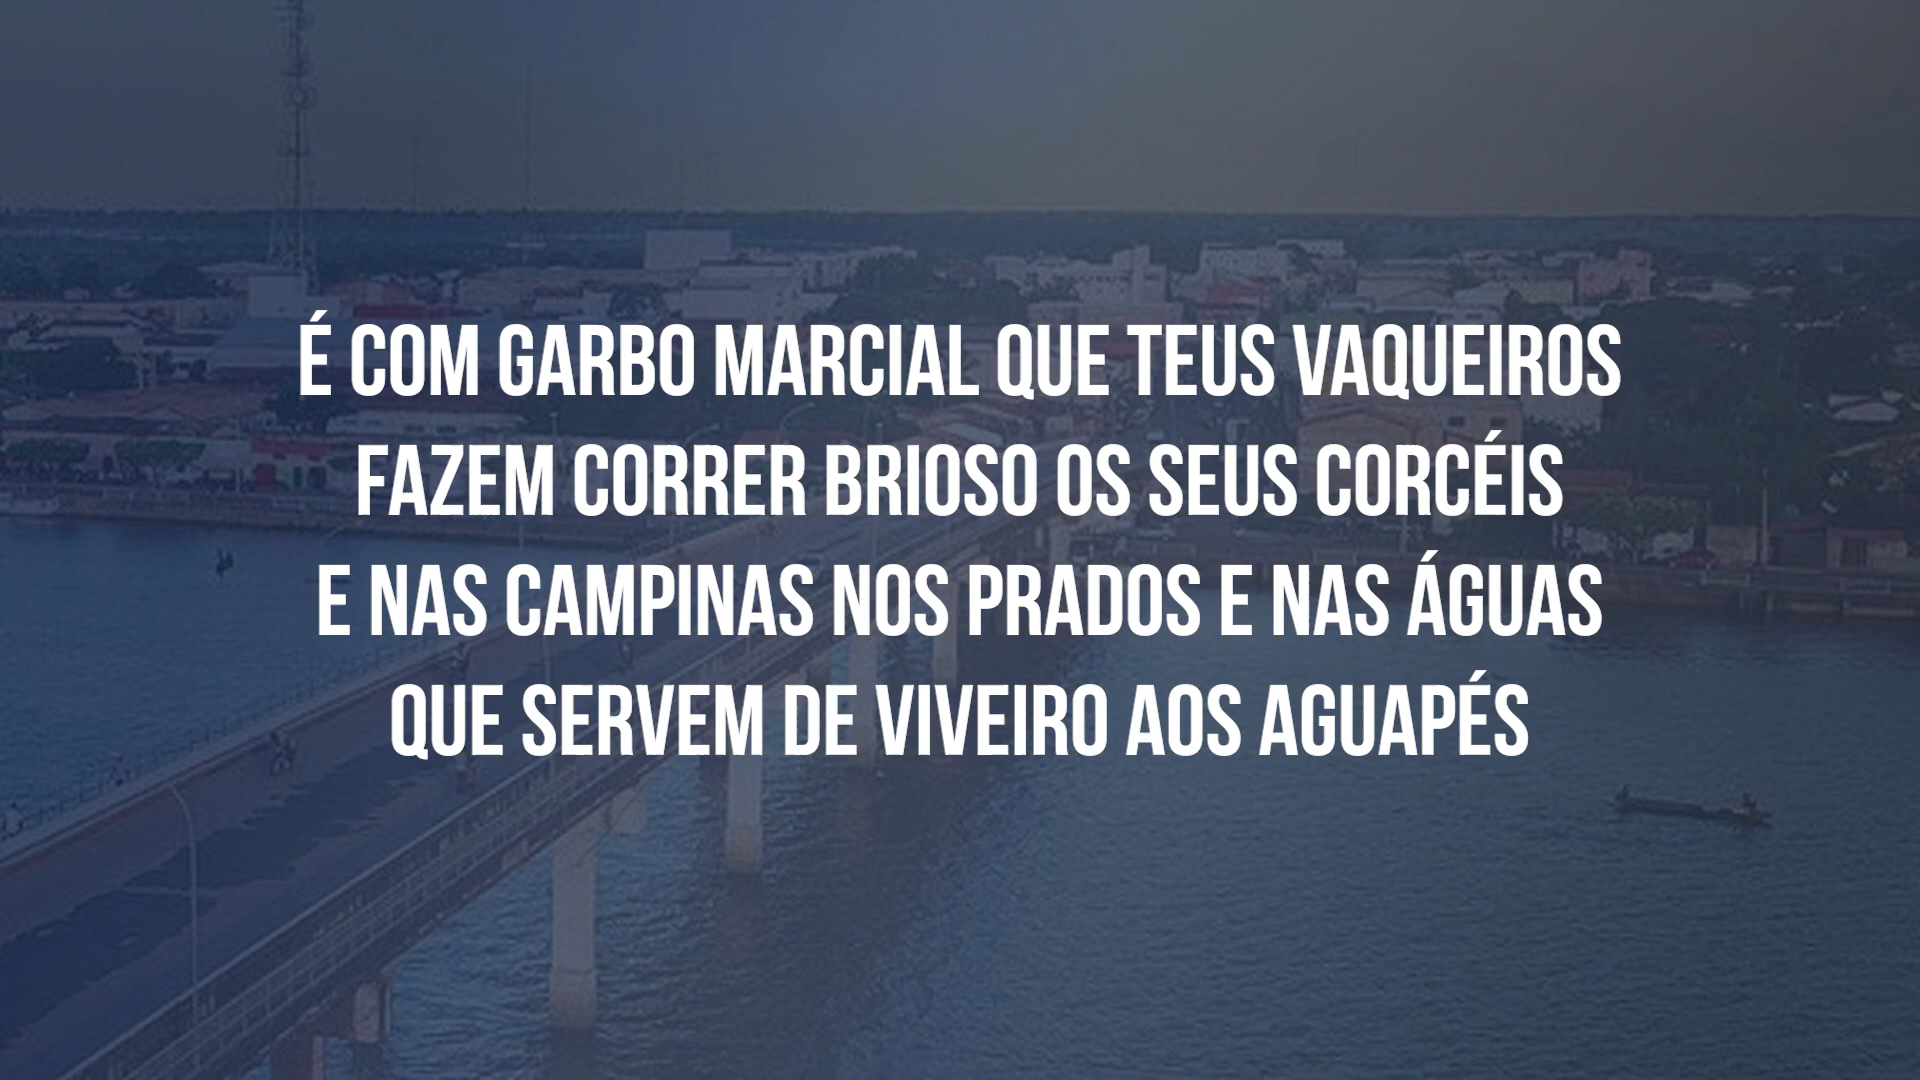 É COM GARBO MARCIAL QUE TEUS VAQUEIROS
FAZEM CORRER BRIOSO OS SEUS CORCÉIS
E NAS CAMPINAS NOS PRADOS E NAS ÁGUAS
QUE SERVEM DE VIVEIRO AOS AGUAPÉS